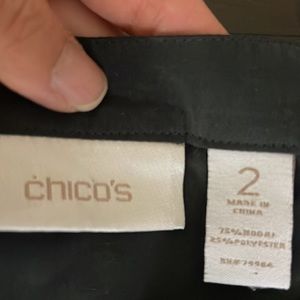 chico's
2
MADE IN
CHINA
25% POLYESTER